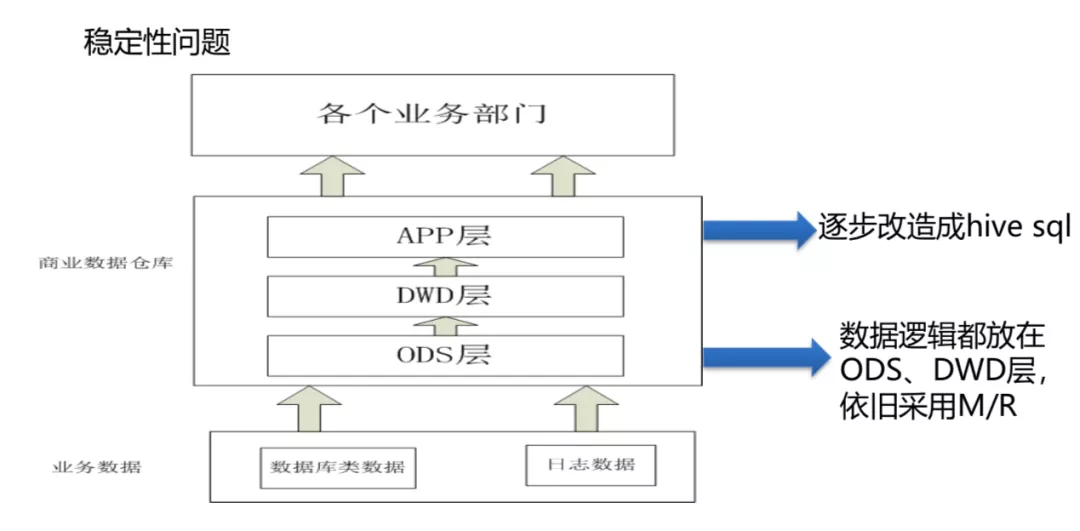 稳定性问题
各个业务部门
APP层
逐步改造成hive sql
商业数据仓库
DWD层
ODS层
数据逻辑都放在
ODS、DWD层，
依旧采用M/R
业务数据
数据库类数据
日志数据